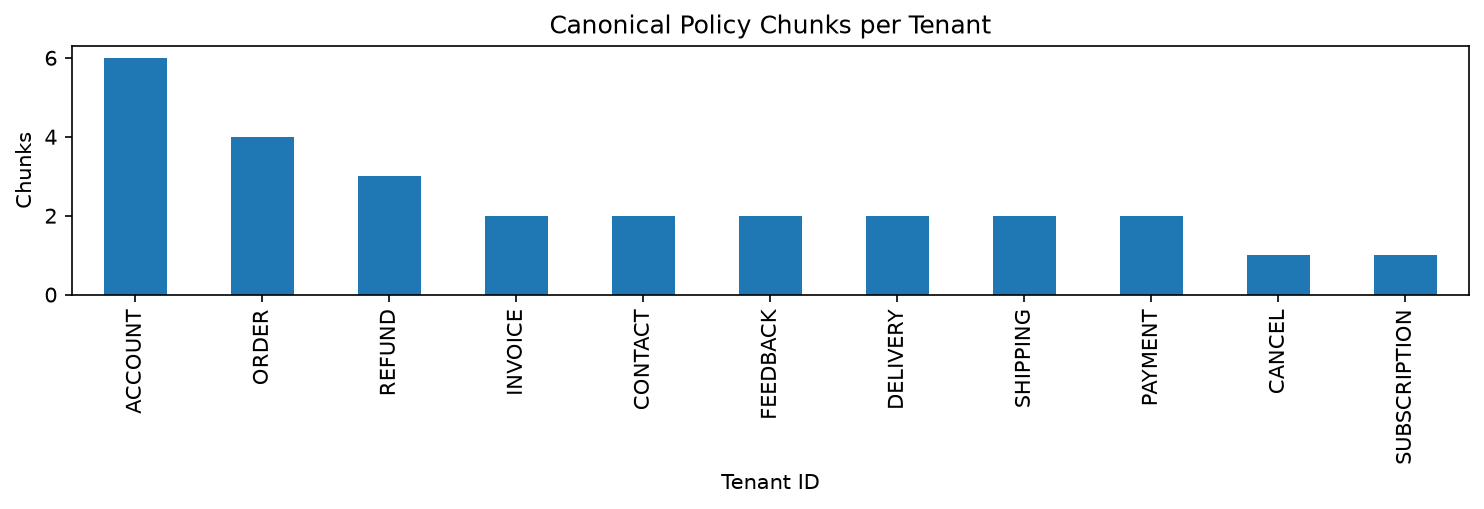 Canonical Policy Chunks per Tenant
Chunks
6
4
2
0
ACCOUNT
ORDER
REFUND
INVOICE
CONTACT
FEEDBACK
DELIVERY
SHIPPING
PAYMENT
CANCEL
SUBSCRIPTION
Tenant ID